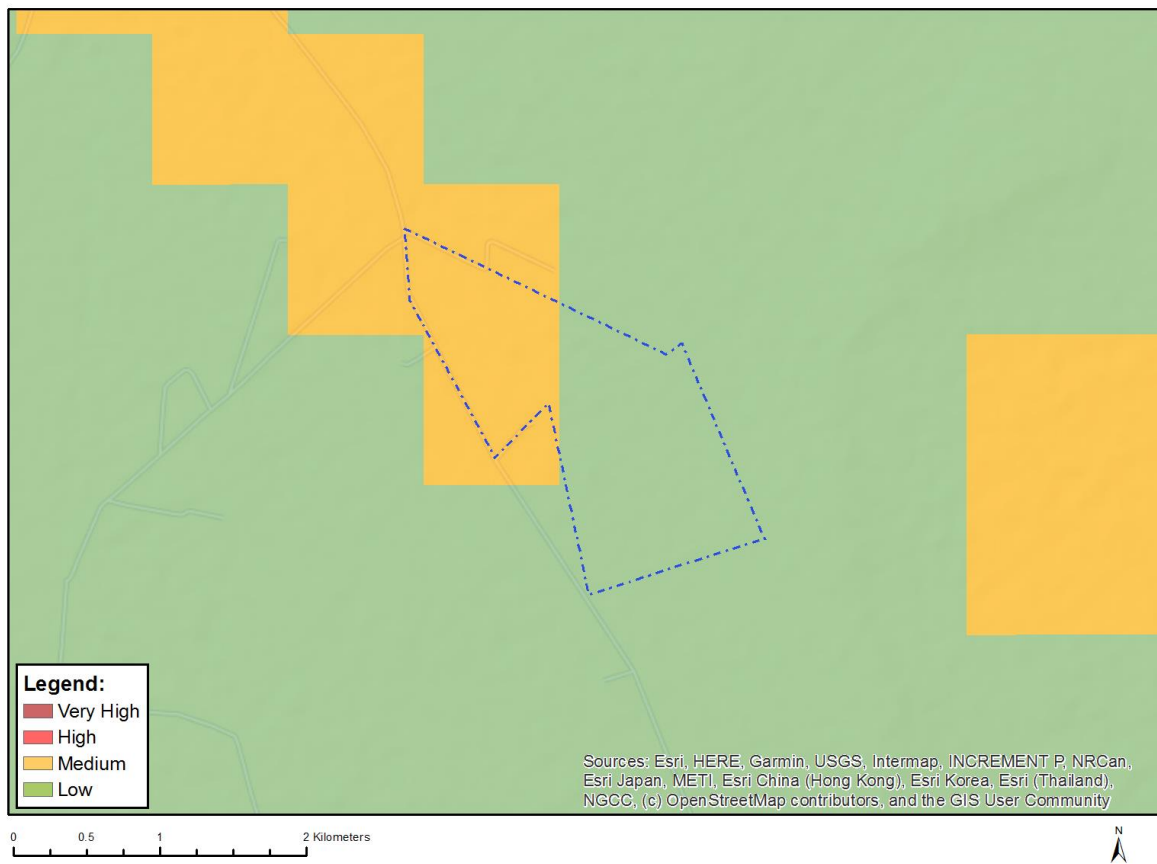 Legend:
Very High
High
Medium
Low
Sources: Esri, HERE, Garmin, USGS, Intermap, INCREMENT P, NRCan,
Esri Japan, METI, Esri China (Hong Kong), Esri Korea, Esri (Thailand),
NGCC, (c) OpenStreetMap contributors, and the GIS User Community
0 0.5 1 2 Kilometers
N